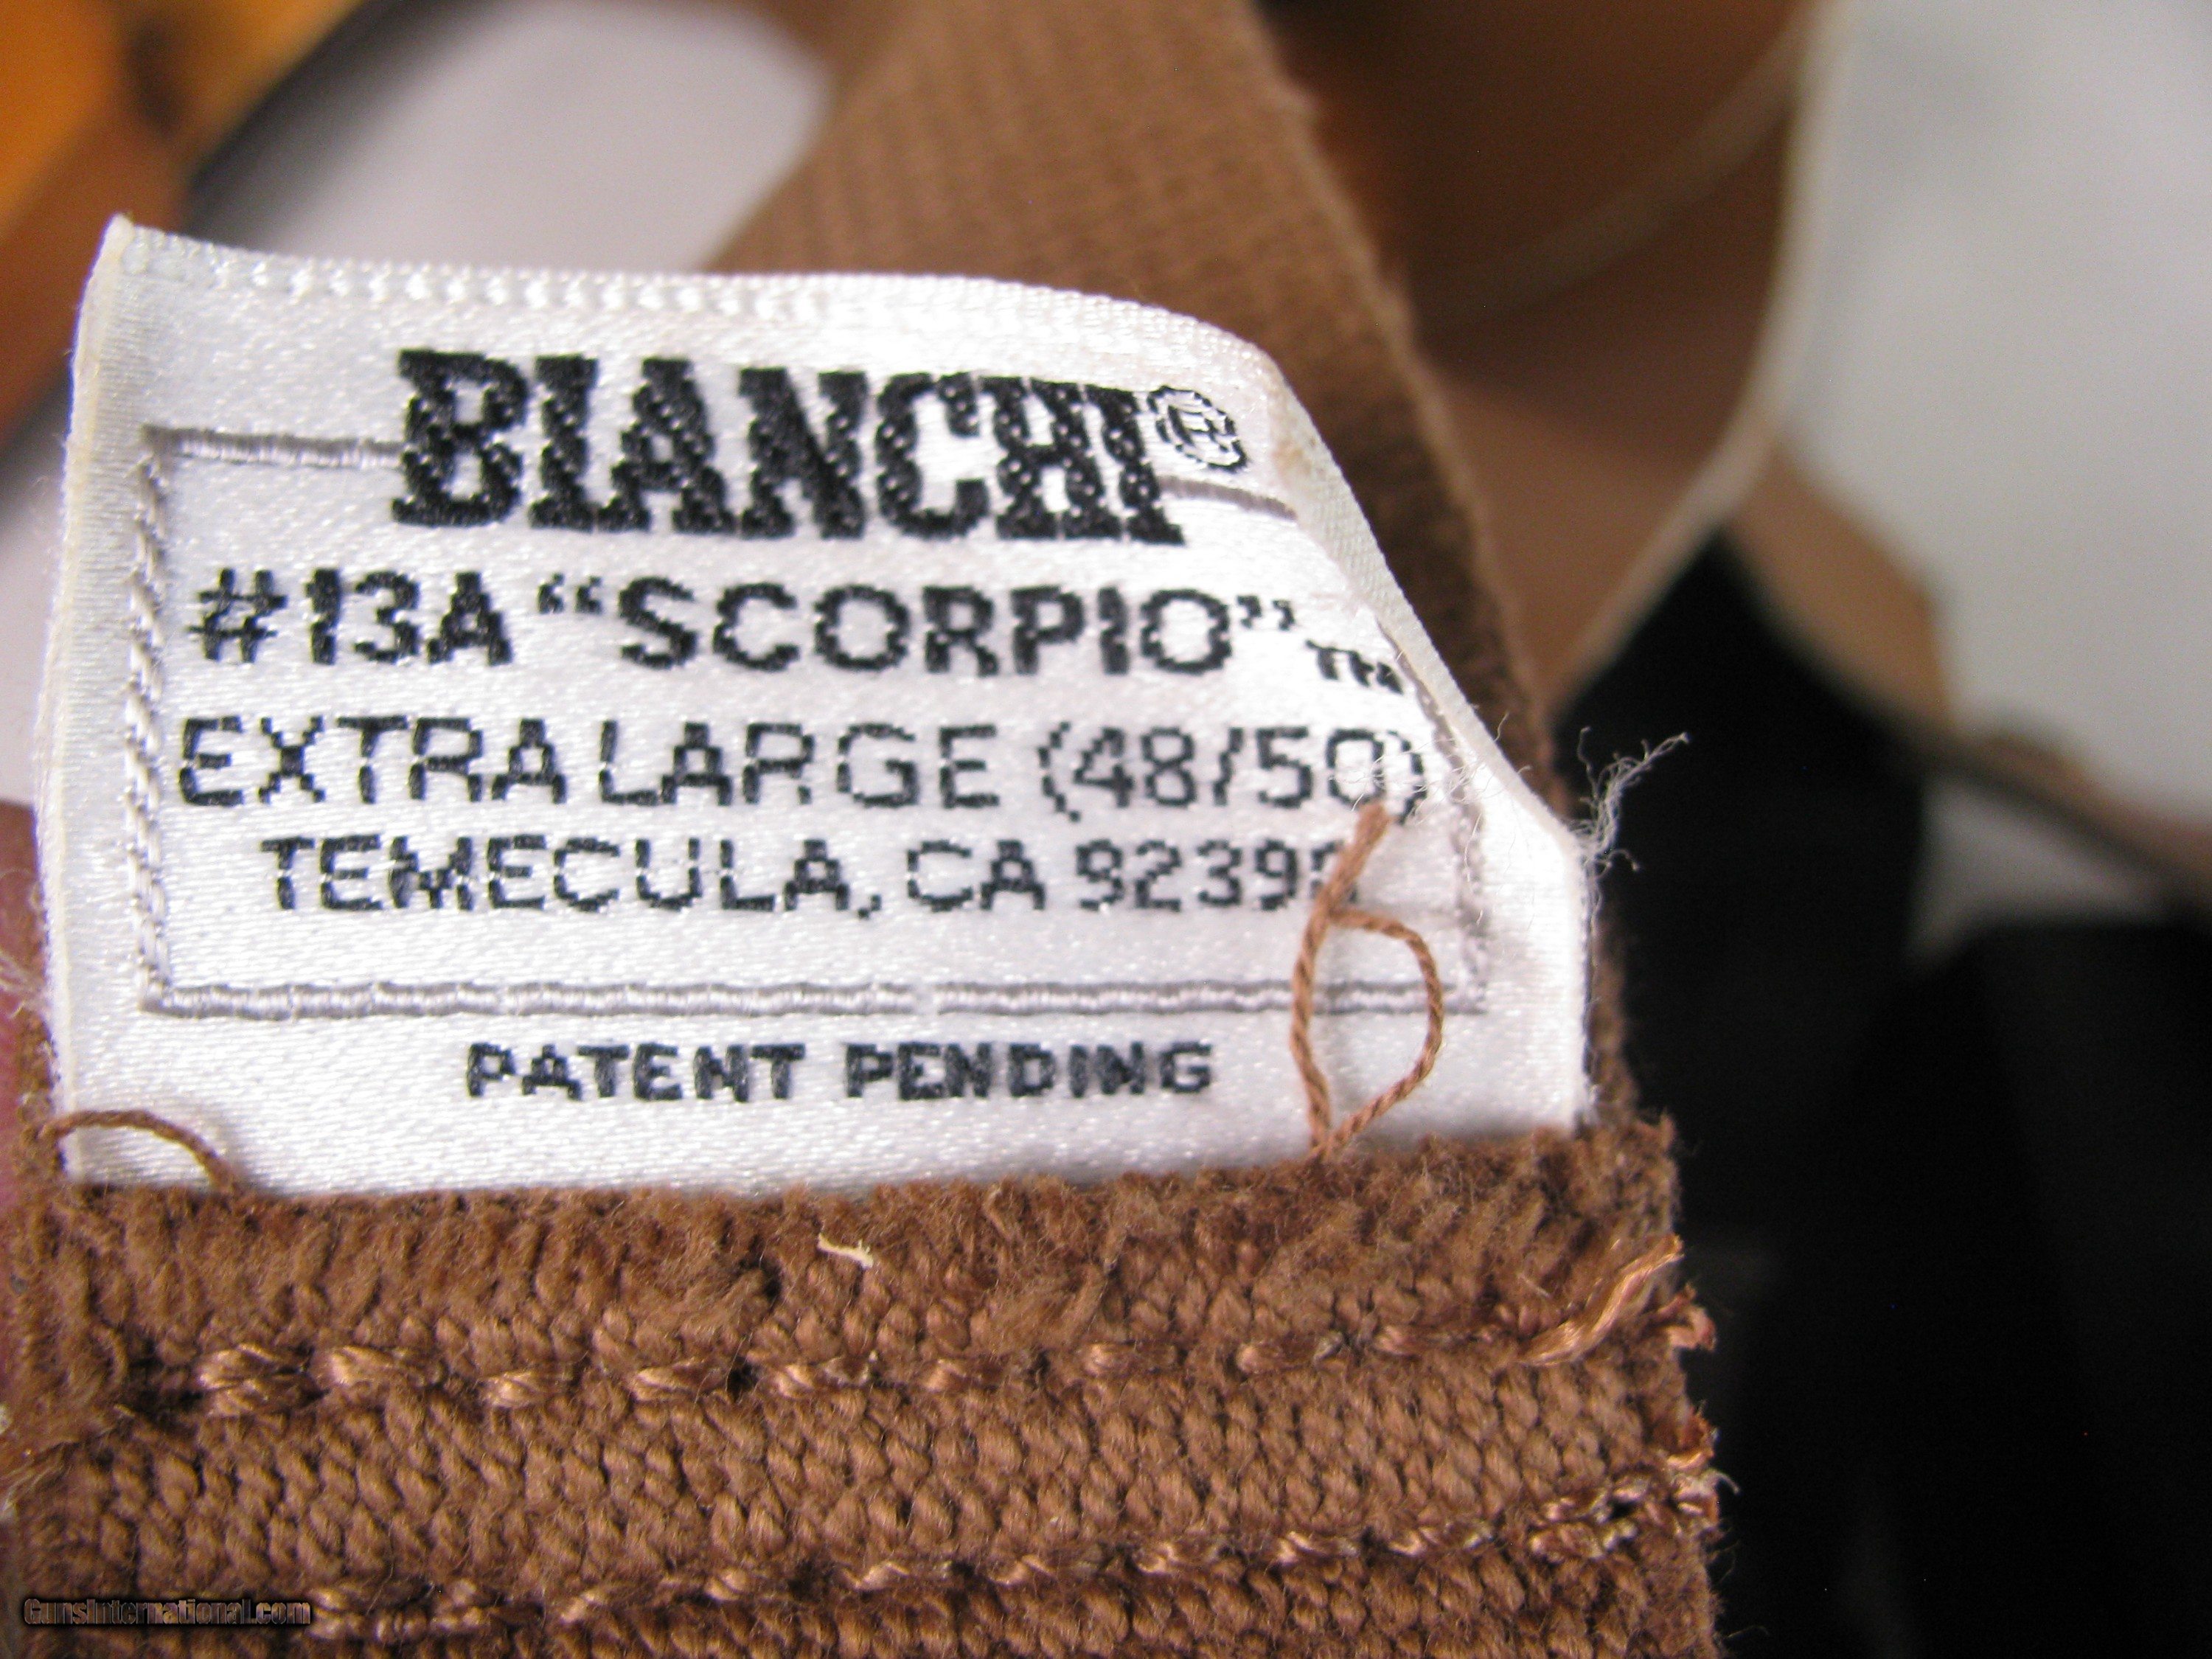 BIANCHI®
#13A “SCORPIO”™
EXTRA LARGE (48/50)
TEMECULA, CA
PATENT PENDING
GunsInternational.com